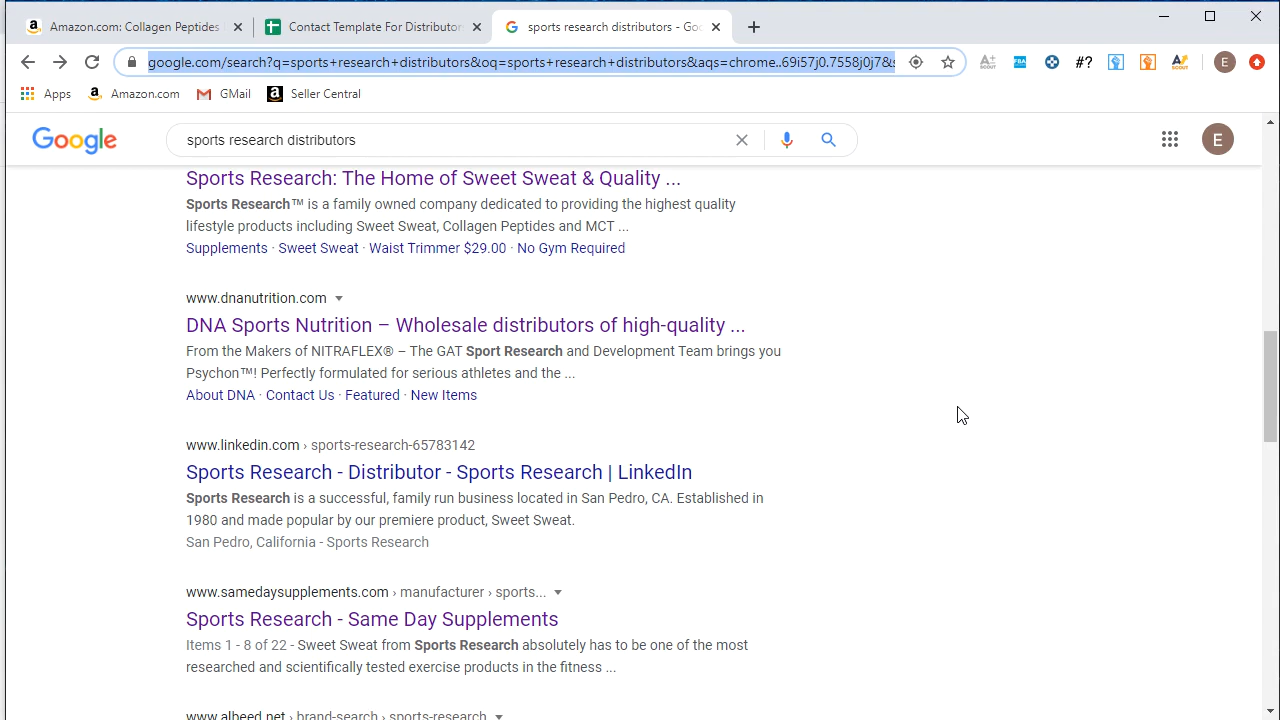 Amazon.com: Collagen Peptides
Contact Template For Distributor
sports research distributors - Goo
google.com/search?q=sports+research+distributors&oq=sports+research+distributors&aqs=chrome..69i57j0.7558j0j7&s
Apps
Amazon.com
GMail
Seller Central
#?
FBA
SCOUT
SCOUT
E
Google
sports research distributors
E
Sports Research: The Home of Sweet Sweat & Quality ...
Sports Research™ is a family owned company dedicated to providing the highest quality
lifestyle products including Sweet Sweat, Collagen Peptides and MCT ...
Supplements · Sweet Sweat · Waist Trimmer $29.00 · No Gym Required
www.dnanutrition.com
DNA Sports Nutrition – Wholesale distributors of high-quality ...
From the Makers of NITRAFLEX® – The GAT Sport Research and Development Team brings you
Psychon™! Perfectly formulated for serious athletes and the ...
About DNA · Contact Us · Featured · New Items
www.linkedin.com › sports-research-65783142
Sports Research - Distributor - Sports Research | LinkedIn
Sports Research is a successful, family run business located in San Pedro, CA. Established in
1980 and made popular by our premiere product, Sweet Sweat.
San Pedro, California - Sports Research
www.samedaysupplements.com › manufacturer › sports...
Sports Research - Same Day Supplements
Items 1 - 8 of 22 - Sweet Sweat from Sports Research absolutely has to be one of the most
researched and scientifically tested exercise products in the fitness ...
www.albeed.net › brand-search › sports-research